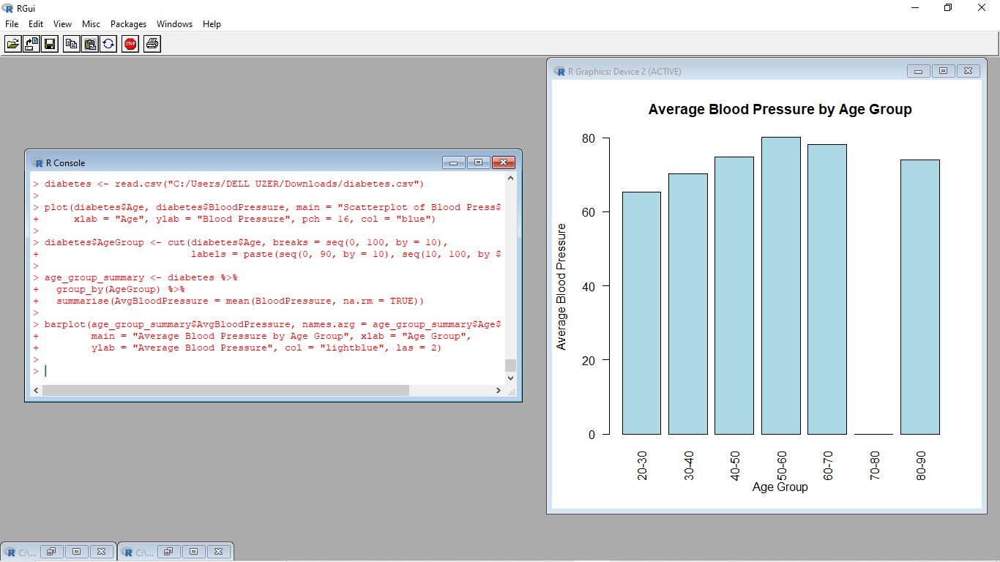 RGui
File Edit View Misc Packages Windows Help
STOP
R Console
> diabetes <- read.csv("C:/Users/DELL UZER/Downloads/diabetes.csv")
>
> plot(diabetes$Age, diabetes$BloodPressure, main = "Scatterplot of Blood Press$
+      xlab = "Age", ylab = "Blood Pressure", pch = 16, col = "blue")
>
> diabetes$AgeGroup <- cut(diabetes$Age, breaks = seq(0, 100, by = 10),
+                          labels = paste(seq(0, 90, by = 10), seq(10, 100, by $
>
> age_group_summary <- diabetes %>%
+   group_by(AgeGroup) %>%
+   summarise(AvgBloodPressure = mean(BloodPressure, na.rm = TRUE))
>
> barplot(age_group_summary$AvgBloodPressure, names.arg = age_group_summary$Age$
+         main = "Average Blood Pressure by Age Group", xlab = "Age Group",
+         ylab = "Average Blood Pressure", col = "lightblue", las = 2)
>
>
R Graphics: Device 2 (ACTIVE)
Average Blood Pressure by Age Group
80
60
40
20
0
Average Blood Pressure
20-30
30-40
40-50
50-60
60-70
70-80
80-90
Age Group
C:\...
C:\...